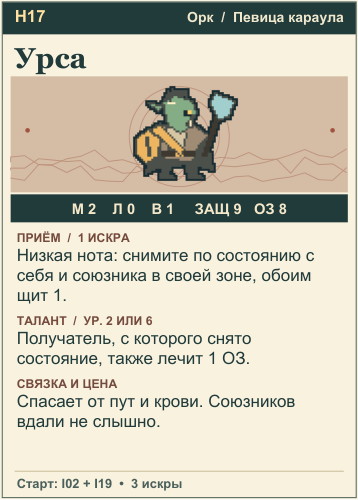 H17
Орк / Певица караула
Урса
М 2 Л 0 В 1 ЗАЩ 9 ОЗ 8
ПРИЁМ / 1 ИСКРА
Низкая нота: снимите по состоянию с
себя и союзника в своей зоне, обоим
щит 1.
ТАЛАНТ / УР. 2 ИЛИ 6
Получатель, с которого снято
состояние, также лечит 1 ОЗ.
СВЯЗКА И ЦЕНА
Спасает от пут и крови. Союзников
вдали не слышно.
Старт: I02 + I19 • 3 искры